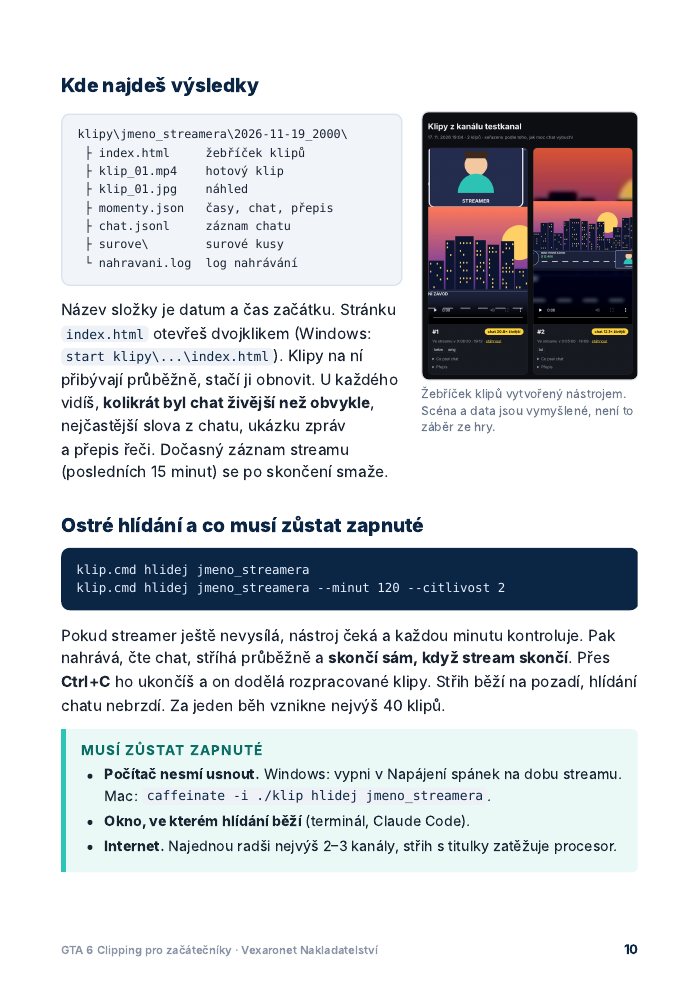 Kde najdeš výsledky
klipy\jmeno_streamera\2026-11-19_2000\
├ index.html žebříček klipů
├ klip_01.mp4 hotový klip
├ klip_01.jpg náhled
├ momenty.json časy, chat, přepis
├ chat.jsonl záznam chatu
├ surove\ surové kusy
└ nahravani.log log nahrávání
Klipy z kanálu testkanal
STREAMER
#1
#2
Žebříček klipů vytvořený nástrojem.
Scéna a data jsou vymyšlené, není to
záběr ze hry.
Název složky je datum a čas začátku. Stránku
index.html otevřeš dvojklikem (Windows:
start klipy\...\index.html ). Klipy na ní
přibývají průběžně, stačí ji obnovit. U každého
vidíš, kolikrát byl chat živější než obvykle,
nejčastější slova z chatu, ukázku zpráv
a přepis řeči. Dočasný záznam streamu
(posledních 15 minut) se po skončení smaže.
Ostré hlídání a co musí zůstat zapnuté
klip.cmd hlidej jmeno_streamera
klip.cmd hlidej jmeno_streamera --minut 120 --citlivost 2
Pokud streamer ještě nevysílá, nástroj čeká a každou minutu kontroluje. Pak
nahrává, čte chat, stříhá průběžně a skončí sám, když stream skončí. Přes
Ctrl+C ho ukončíš a on dodělá rozpracované klipy. Střih běží na pozadí, hlídání
chatu nebrzdí. Za jeden běh vznikne nejvýš 40 klipů.
MUSÍ ZŮSTAT ZAPNUTÉ
• Počítač nesmí usnout. Windows: vypni v Napájení spánek na dobu streamu.
Mac: caffeinate -i ./klip hlidej jmeno_streamera .
• Okno, ve kterém hlídání běží (terminál, Claude Code).
• Internet. Najednou radši nejvýš 2–3 kanály, střih s titulky zatěžuje procesor.
GTA 6 Clipping pro začátečníky · Vexaronet Nakladatelství
10